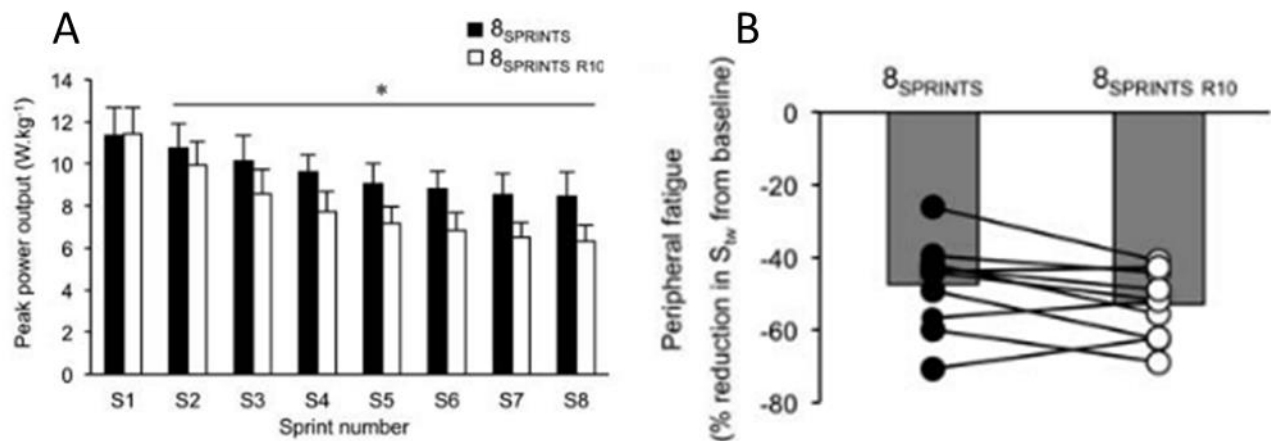 A
8SPRINTS
8SPRINTS R10
*
Peak power output (W.kg-1)
14
12
10
8
6
4
2
0
S1 S2 S3 S4 S5 S6 S7 S8
Sprint number
B
8SPRINTS 8SPRINTS R10
Peripheral fatigue
(% reduction in Stw from baseline)
0
-20
-40
-60
-80